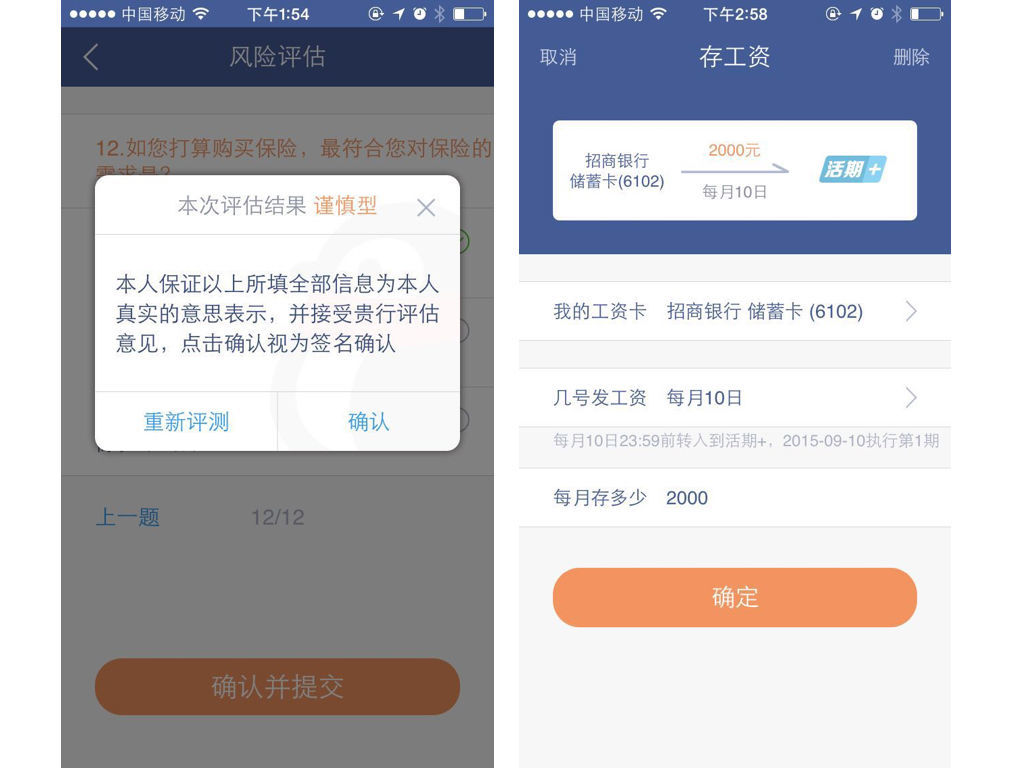 中国移动
下午1:54
风险评估
12.如您打算购买保险，最符合您对保险的
需求是?
本次评估结果 谨慎型
本人保证以上所填全部信息为本人
真实的意思表示，并接受贵行评估
意见，点击确认视为签名确认
重新评测
确认
上一题
12/12
确认并提交
中国移动
下午2:58
取消
存工资
删除
招商银行
储蓄卡(6102)
2000元
每月10日
活期+
我的工资卡 招商银行 储蓄卡 (6102)
几号发工资 每月10日
每月10日23:59前转入到活期+，2015-09-10执行第1期
每月存多少 2000
确定